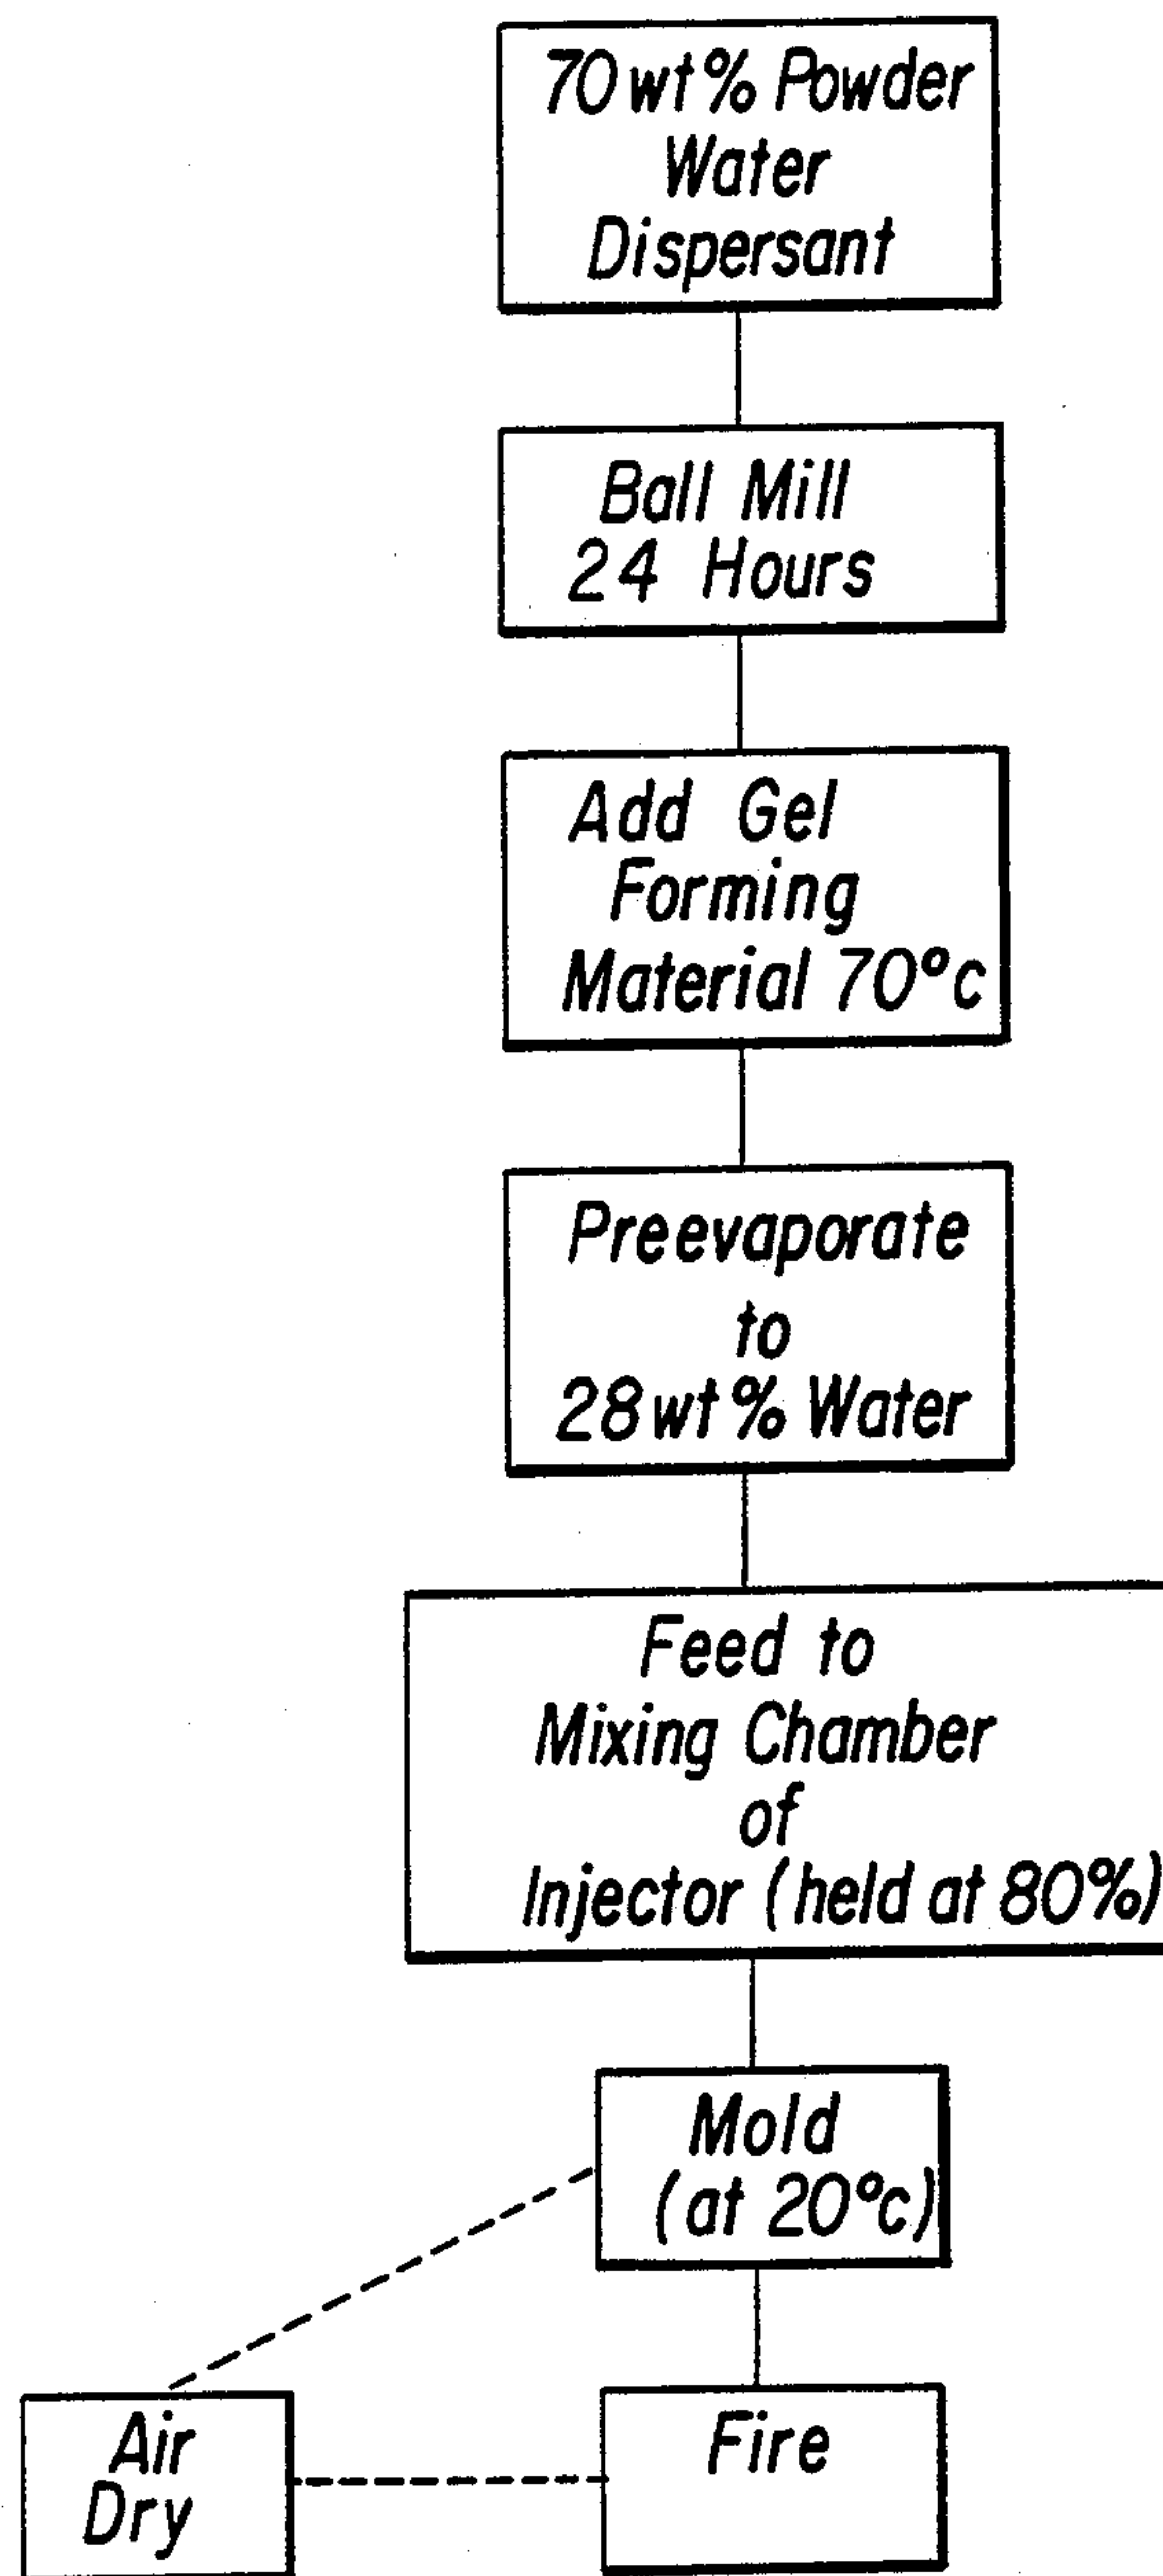 70 wt % Powder
Water
Dispersant
Ball Mill
24 Hours
Add Gel
Forming
Material 70°c
Preevaporate
to
28 wt % Water
Feed to
Mixing Chamber
of
Injector (held at 80%)
Mold
(at 20°c)
Air
Dry
Fire